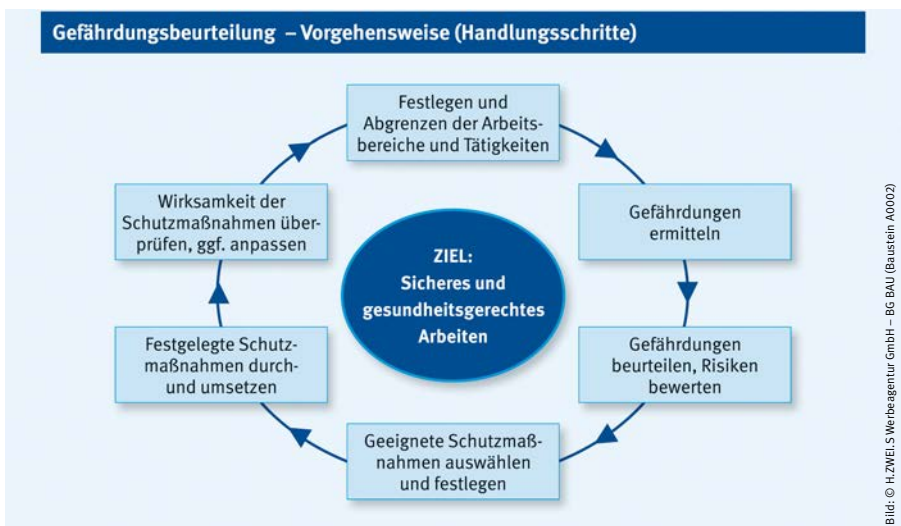 Gefährdungsbeurteilung – Vorgehensweise (Handlungsschritte)
Festlegen und
Abgrenzen der Arbeits-
bereiche und Tätigkeiten
Gefährdungen
ermitteln
Gefährdungen
beurteilen, Risiken
bewerten
Geeignete Schutzmaß-
nahmen auswählen
und festlegen
Festgelegte Schutz-
maßnahmen durch-
und umsetzen
Wirksamkeit der
Schutzmaßnahmen über-
prüfen, ggf. anpassen
ZIEL:
Sicheres und
gesundheitsgerechtes
Arbeiten
Bild: © H.ZWEI.S Werbeagentur GmbH – BG BAU (Baustein A0002)